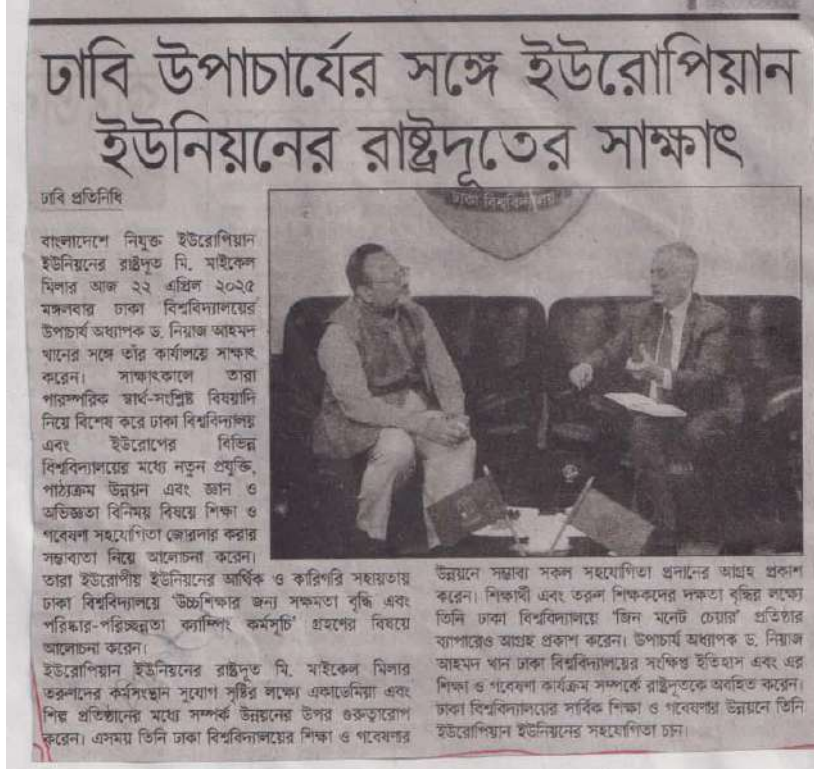 ঢাবি উপাচার্যের সঙ্গে ইউরোপিয়ান
ইউনিয়নের রাষ্ট্রদূতের সাক্ষাৎ
ঢাবি প্রতিনিধি
বাংলাদেশে নিযুক্ত ইউরোপিয়ান
ইউনিয়নের রাষ্ট্রদূত মি. মাইকেল
মিলার আজ ২২ এপ্রিল ২০২৫
মঙ্গলবার ঢাকা বিশ্ববিদ্যালয়ের
উপাচার্য অধ্যাপক ড. নিয়াজ আহমদ
খানের সঙ্গে তাঁর কার্যালয়ে সাক্ষাৎ
করেন। সাক্ষাৎকালে তারা
পারস্পরিক স্বার্থ-সংশ্লিষ্ট বিষয়াদি
নিয়ে বিশেষ করে ঢাকা বিশ্ববিদ্যালয়
এবং ইউরোপের বিভিন্ন
বিশ্ববিদ্যালয়ের মধ্যে নতুন প্রযুক্তি,
পাঠ্যক্রম উন্নয়ন এবং জ্ঞান ও
অভিজ্ঞতা বিনিময় বিষয়ে শিক্ষা ও
গবেষণা সহযোগিতা জোরদার করার
সম্ভাব্যতা নিয়ে আলোচনা করেন।
তারা ইউরোপীয় ইউনিয়নের আর্থিক ও কারিগরি সহায়তায়
ঢাকা বিশ্ববিদ্যালয়ে 'উচ্চশিক্ষার জন্য সক্ষমতা বৃদ্ধি এবং
পরিষ্কার-পরিচ্ছন্নতা ক্যাম্পিং কর্মসূচি' গ্রহণের বিষয়ে
আলোচনা করেন।
ইউরোপিয়ান ইউনিয়নের রাষ্ট্রদূত মি. মাইকেল মিলার
তরুণদের কর্মসংস্থান সুযোগ সৃষ্টির লক্ষ্যে একাডেমিয়া এবং
শিল্প প্রতিষ্ঠানের মধ্যে সম্পর্ক উন্নয়নের উপর গুরুত্বারোপ
করেন। এসময় তিনি ঢাকা বিশ্ববিদ্যালয়ের শিক্ষা ও গবেষণার
ঢাকা বিশ্ববিদ্যালয়
উন্নয়নে সম্ভাব্য সকল সহযোগিতা প্রদানের আগ্রহ প্রকাশ
করেন। শিক্ষার্থী এবং তরুণ শিক্ষকদের দক্ষতা বৃদ্ধির লক্ষ্যে
তিনি ঢাকা বিশ্ববিদ্যালয়ে 'জিন মনেট চেয়ার' প্রতিষ্ঠার
ব্যাপারেও আগ্রহ প্রকাশ করেন। উপাচার্য অধ্যাপক ড. নিয়াজ
আহমদ খান ঢাকা বিশ্ববিদ্যালয়ের সংক্ষিপ্ত ইতিহাস এবং এর
শিক্ষা ও গবেষণা কার্যক্রম সম্পর্কে রাষ্ট্রদূতকে অবহিত করেন।
ঢাকা বিশ্ববিদ্যালয়ের সার্বিক শিক্ষা ও গবেষণার উন্নয়নে তিনি
ইউরোপিয়ান ইউনিয়নের সহযোগিতা চান।